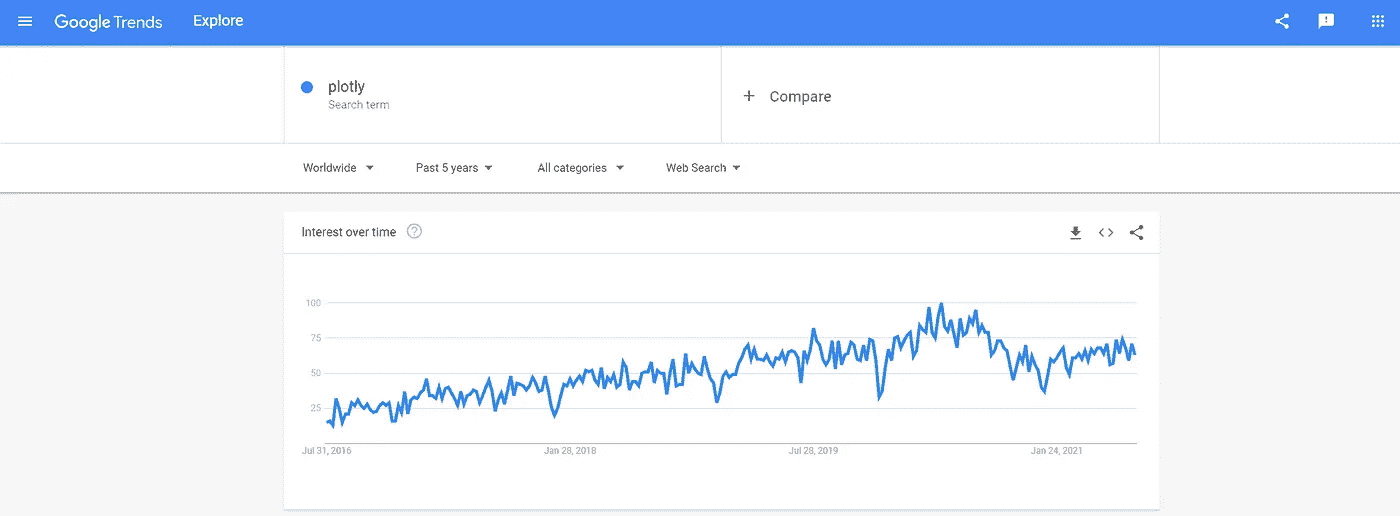 Google Trends Explore
plotly
Search term
+ Compare
Worldwide Past 5 years All categories Web Search
Interest over time ?
100
75
50
25
Jul 31, 2016 Jan 28, 2018 Jul 28, 2019 Jan 24, 2021